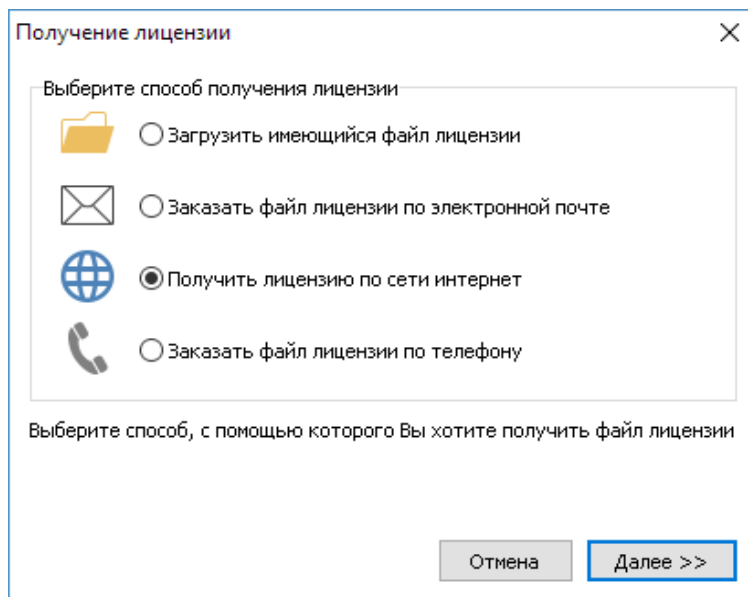 Получение лицензии
Выберите способ получения лицензии
Загрузить имеющийся файл лицензии
Заказать файл лицензии по электронной почте
Получить лицензию по сети интернет
Заказать файл лицензии по телефону
Выберите способ, с помощью которого Вы хотите получить файл лицензии
Отмена
Далее >>